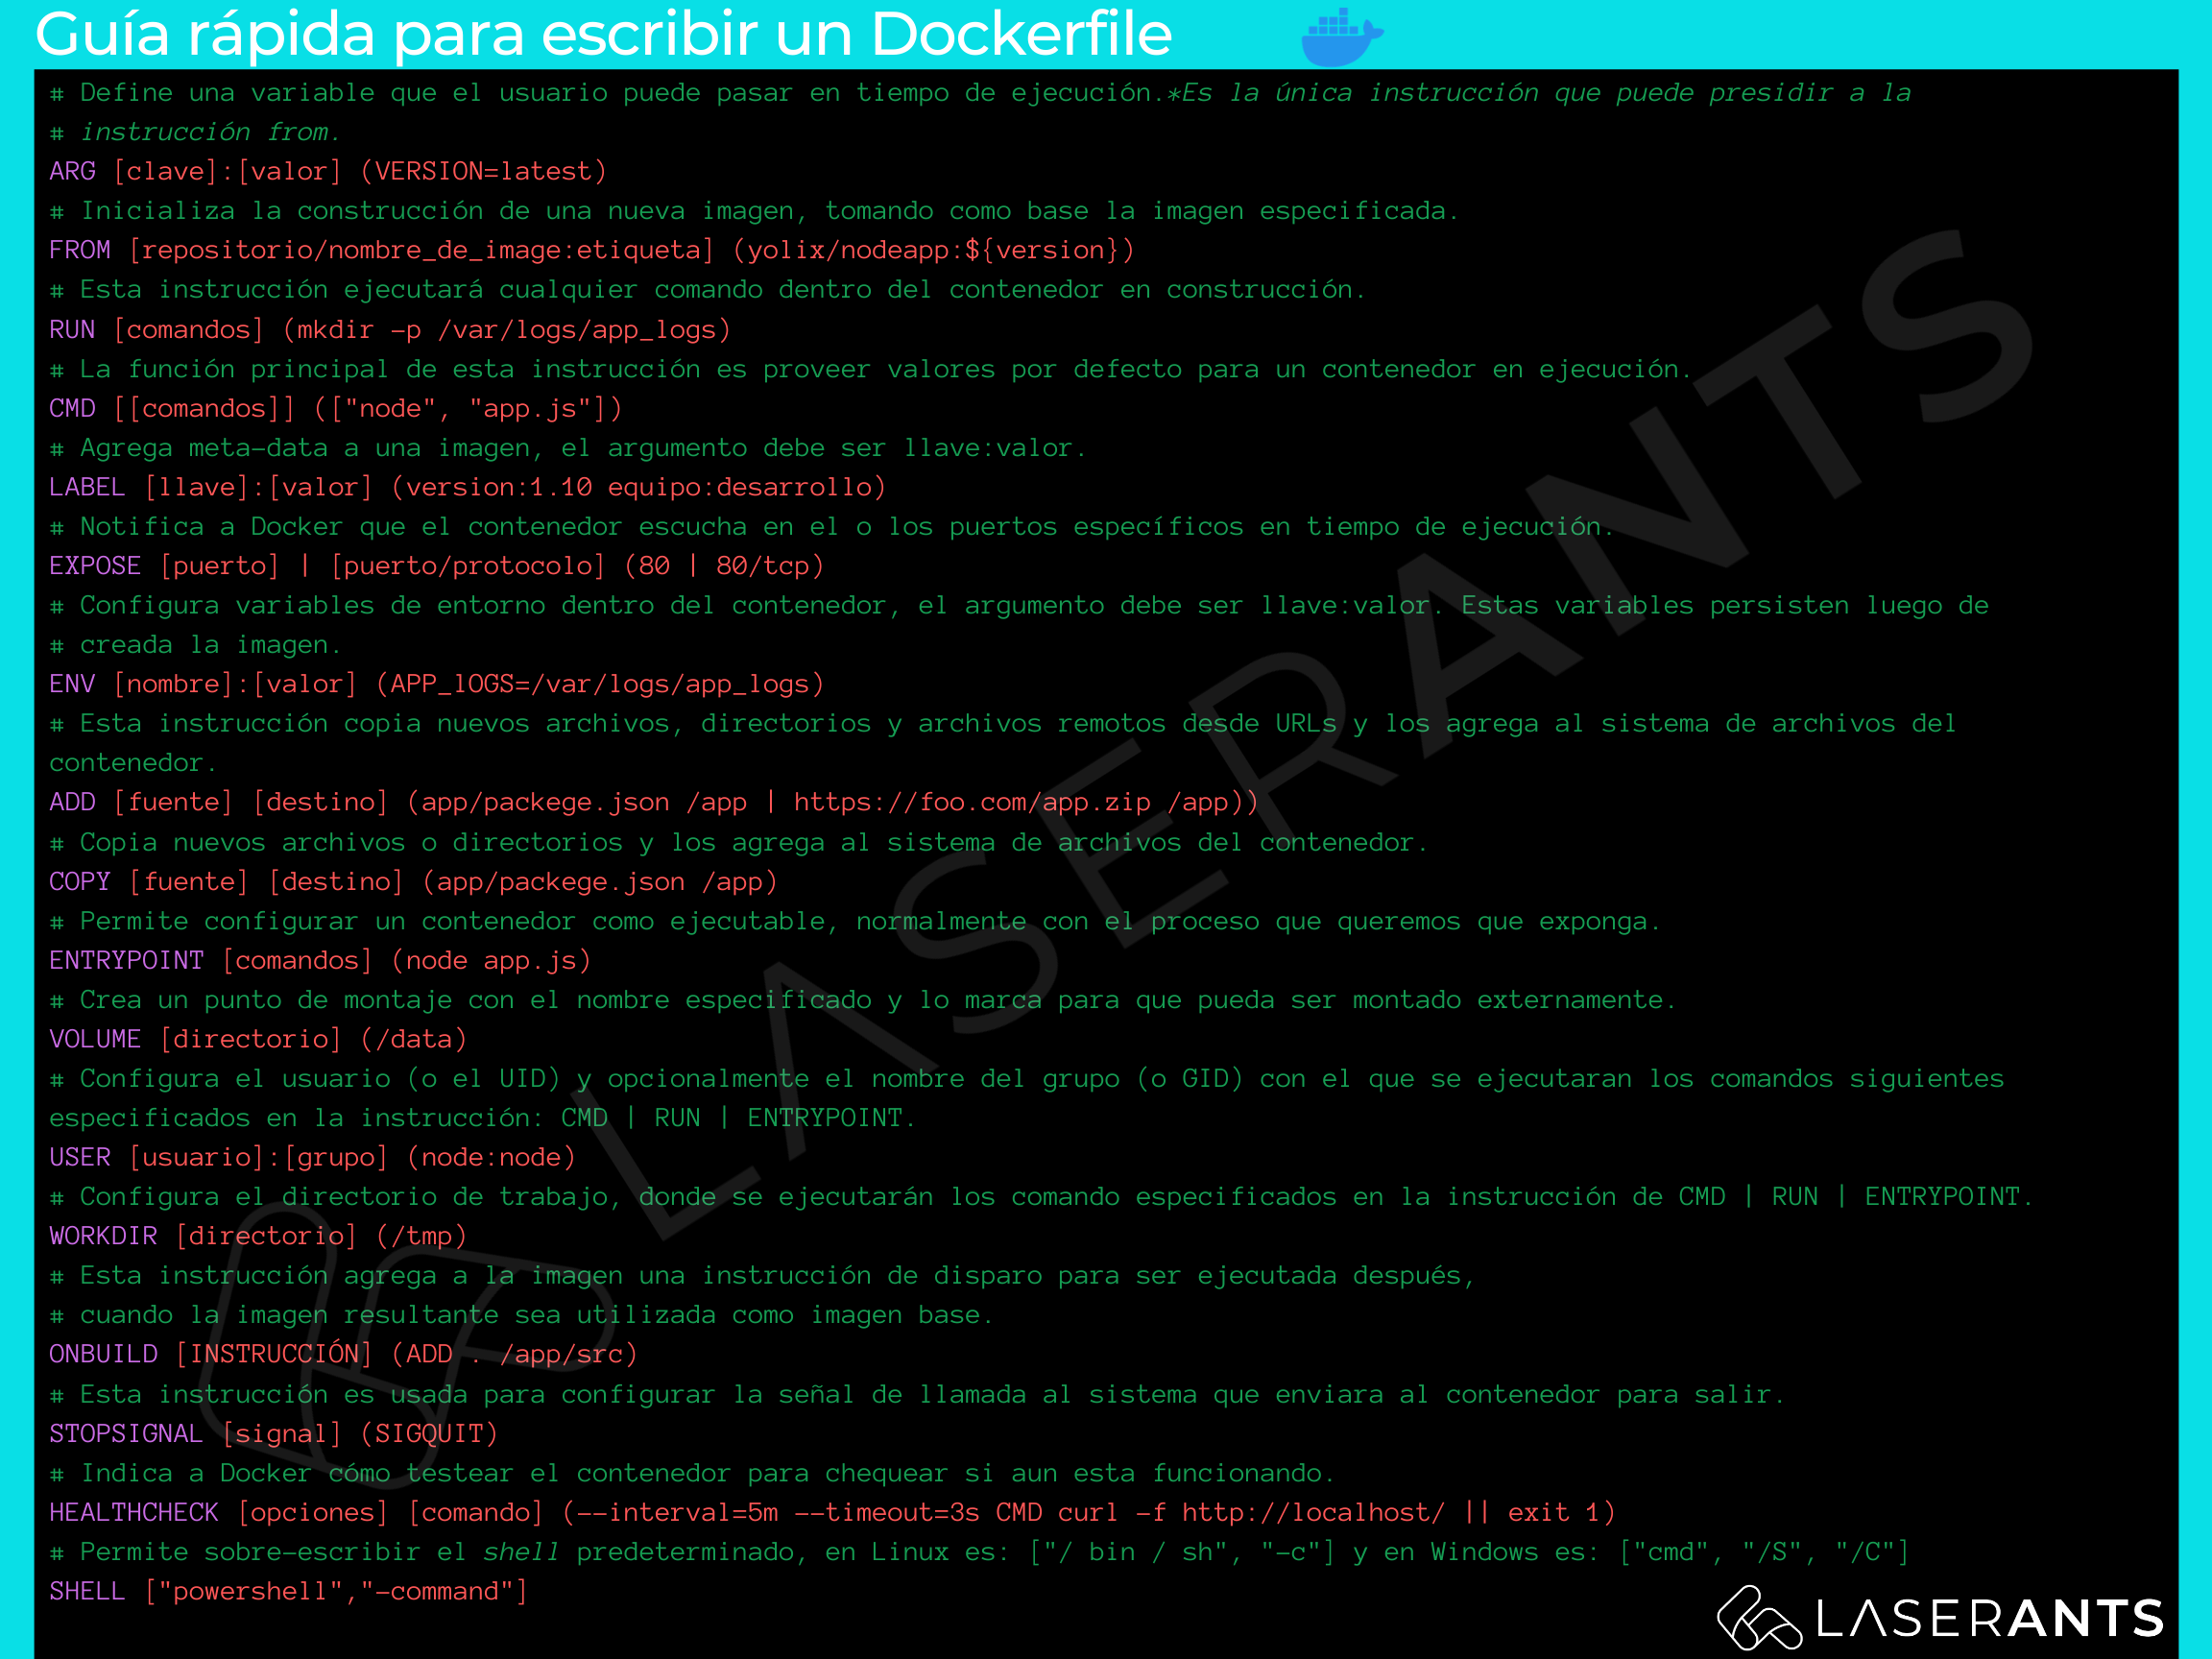 Guía rápida para escribir un Dockerfile
# Define una variable que el usuario puede pasar en tiempo de ejecución.*Es la única instrucción que puede presidir a la
# instrucción from.
ARG [clave]:[valor] (VERSION=latest)
# Inicializa la construcción de una nueva imagen, tomando como base la imagen especificada.
FROM [repositorio/nombre_de_image:etiqueta] (yolix/nodeapp:${version})
# Esta instrucción ejecutará cualquier comando dentro del contenedor en construcción.
RUN [comandos] (mkdir -p /var/logs/app_logs)
# La función principal de esta instrucción es proveer valores por defecto para un contenedor en ejecución.
CMD [[comandos]] (["node", "app.js"])
# Agrega meta-data a una imagen, el argumento debe ser llave:valor.
LABEL [llave]:[valor] (version:1.10 equipo:desarrollo)
# Notifica a Docker que el contenedor escucha en el o los puertos específicos en tiempo de ejecución.
EXPOSE [puerto] | [puerto/protocolo] (80 | 80/tcp)
# Configura variables de entorno dentro del contenedor, el argumento debe ser llave:valor. Estas variables persisten luego de
# creada la imagen.
ENV [nombre]:[valor] (APP_lOGS=/var/logs/app_logs)
# Esta instrucción copia nuevos archivos, directorios y archivos remotos desde URLs y los agrega al sistema de archivos del
contenedor.
ADD [fuente] [destino] (app/packege.json /app | https://foo.com/app.zip /app))
# Copia nuevos archivos o directorios y los agrega al sistema de archivos del contenedor.
COPY [fuente] [destino] (app/packege.json /app)
# Permite configurar un contenedor como ejecutable, normalmente con el proceso que queremos que exponga.
ENTRYPOINT [comandos] (node app.js)
# Crea un punto de montaje con el nombre especificado y lo marca para que pueda ser montado externamente.
VOLUME [directorio] (/data)
# Configura el usuario (o el UID) y opcionalmente el nombre del grupo (o GID) con el que se ejecutaran los comandos siguientes
especificados en la instrucción: CMD | RUN | ENTRYPOINT.
USER [usuario]:[grupo] (node:node)
# Configura el directorio de trabajo, donde se ejecutarán los comando especificados en la instrucción de CMD | RUN | ENTRYPOINT.
WORKDIR [directorio] (/tmp)
# Esta instrucción agrega a la imagen una instrucción de disparo para ser ejecutada después,
# cuando la imagen resultante sea utilizada como imagen base.
ONBUILD [INSTRUCCIÓN] (ADD . /app/src)
# Esta instrucción es usada para configurar la señal de llamada al sistema que enviara al contenedor para salir.
STOPSIGNAL [signal] (SIGQUIT)
# Indica a Docker cómo testear el contenedor para chequear si aun esta funcionando.
HEALTHCHECK [opciones] [comando] (--interval=5m --timeout=3s CMD curl -f http://localhost/ || exit 1)
# Permite sobre-escribir el shell predeterminado, en Linux es: ["/ bin / sh", "-c"] y en Windows es: ["cmd", "/S", "/C"]
SHELL ["powershell","-command"]
LASERANTS
LASERANTS